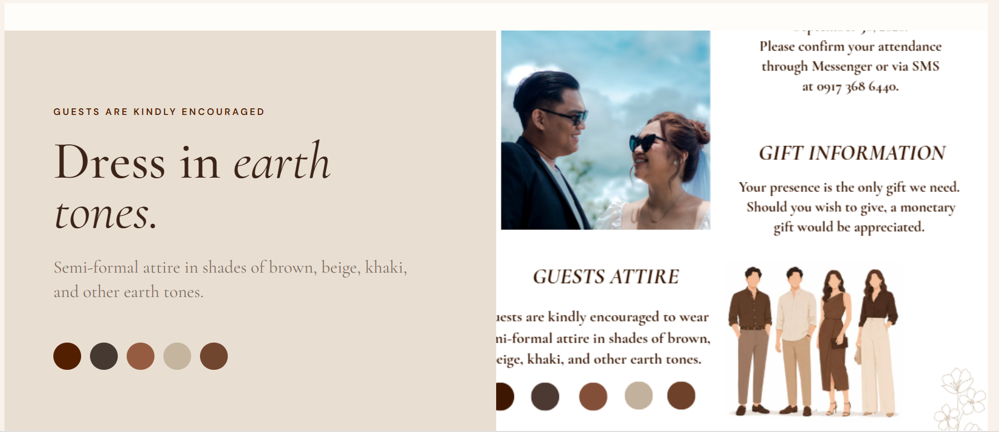 GUESTS ARE KINDLY ENCOURAGED
Dress in earth
tones.
Semi-formal attire in shades of brown, beige, khaki,
and other earth tones.
Please confirm your attendance
through Messenger or via SMS
at 0917 368 6440.
GIFT INFORMATION
Your presence is the only gift we need.
Should you wish to give, a monetary
gift would be appreciated.
GUESTS ATTIRE
uests are kindly encouraged to wear
mi-formal attire in shades of brown,
eige, khaki, and other earth tones.